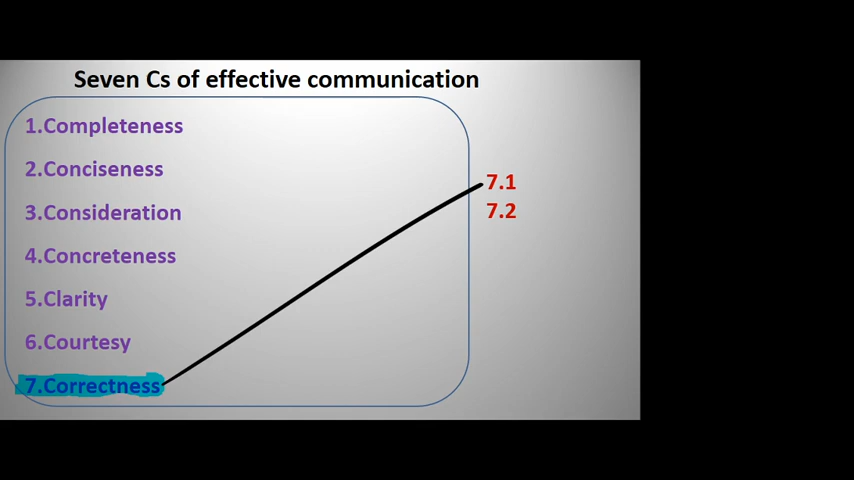 Seven Cs of effective communication
1.Completeness
2.Conciseness
3.Consideration
4.Concreteness
5.Clarity
6.Courtesy
7.Correctness
7.1
7.2